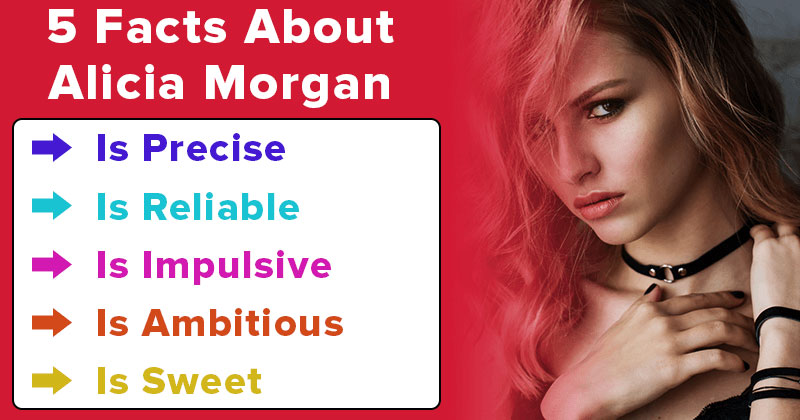 5 Facts About
Alicia Morgan
Is Precise
Is Reliable
Is Impulsive
Is Ambitious
Is Sweet